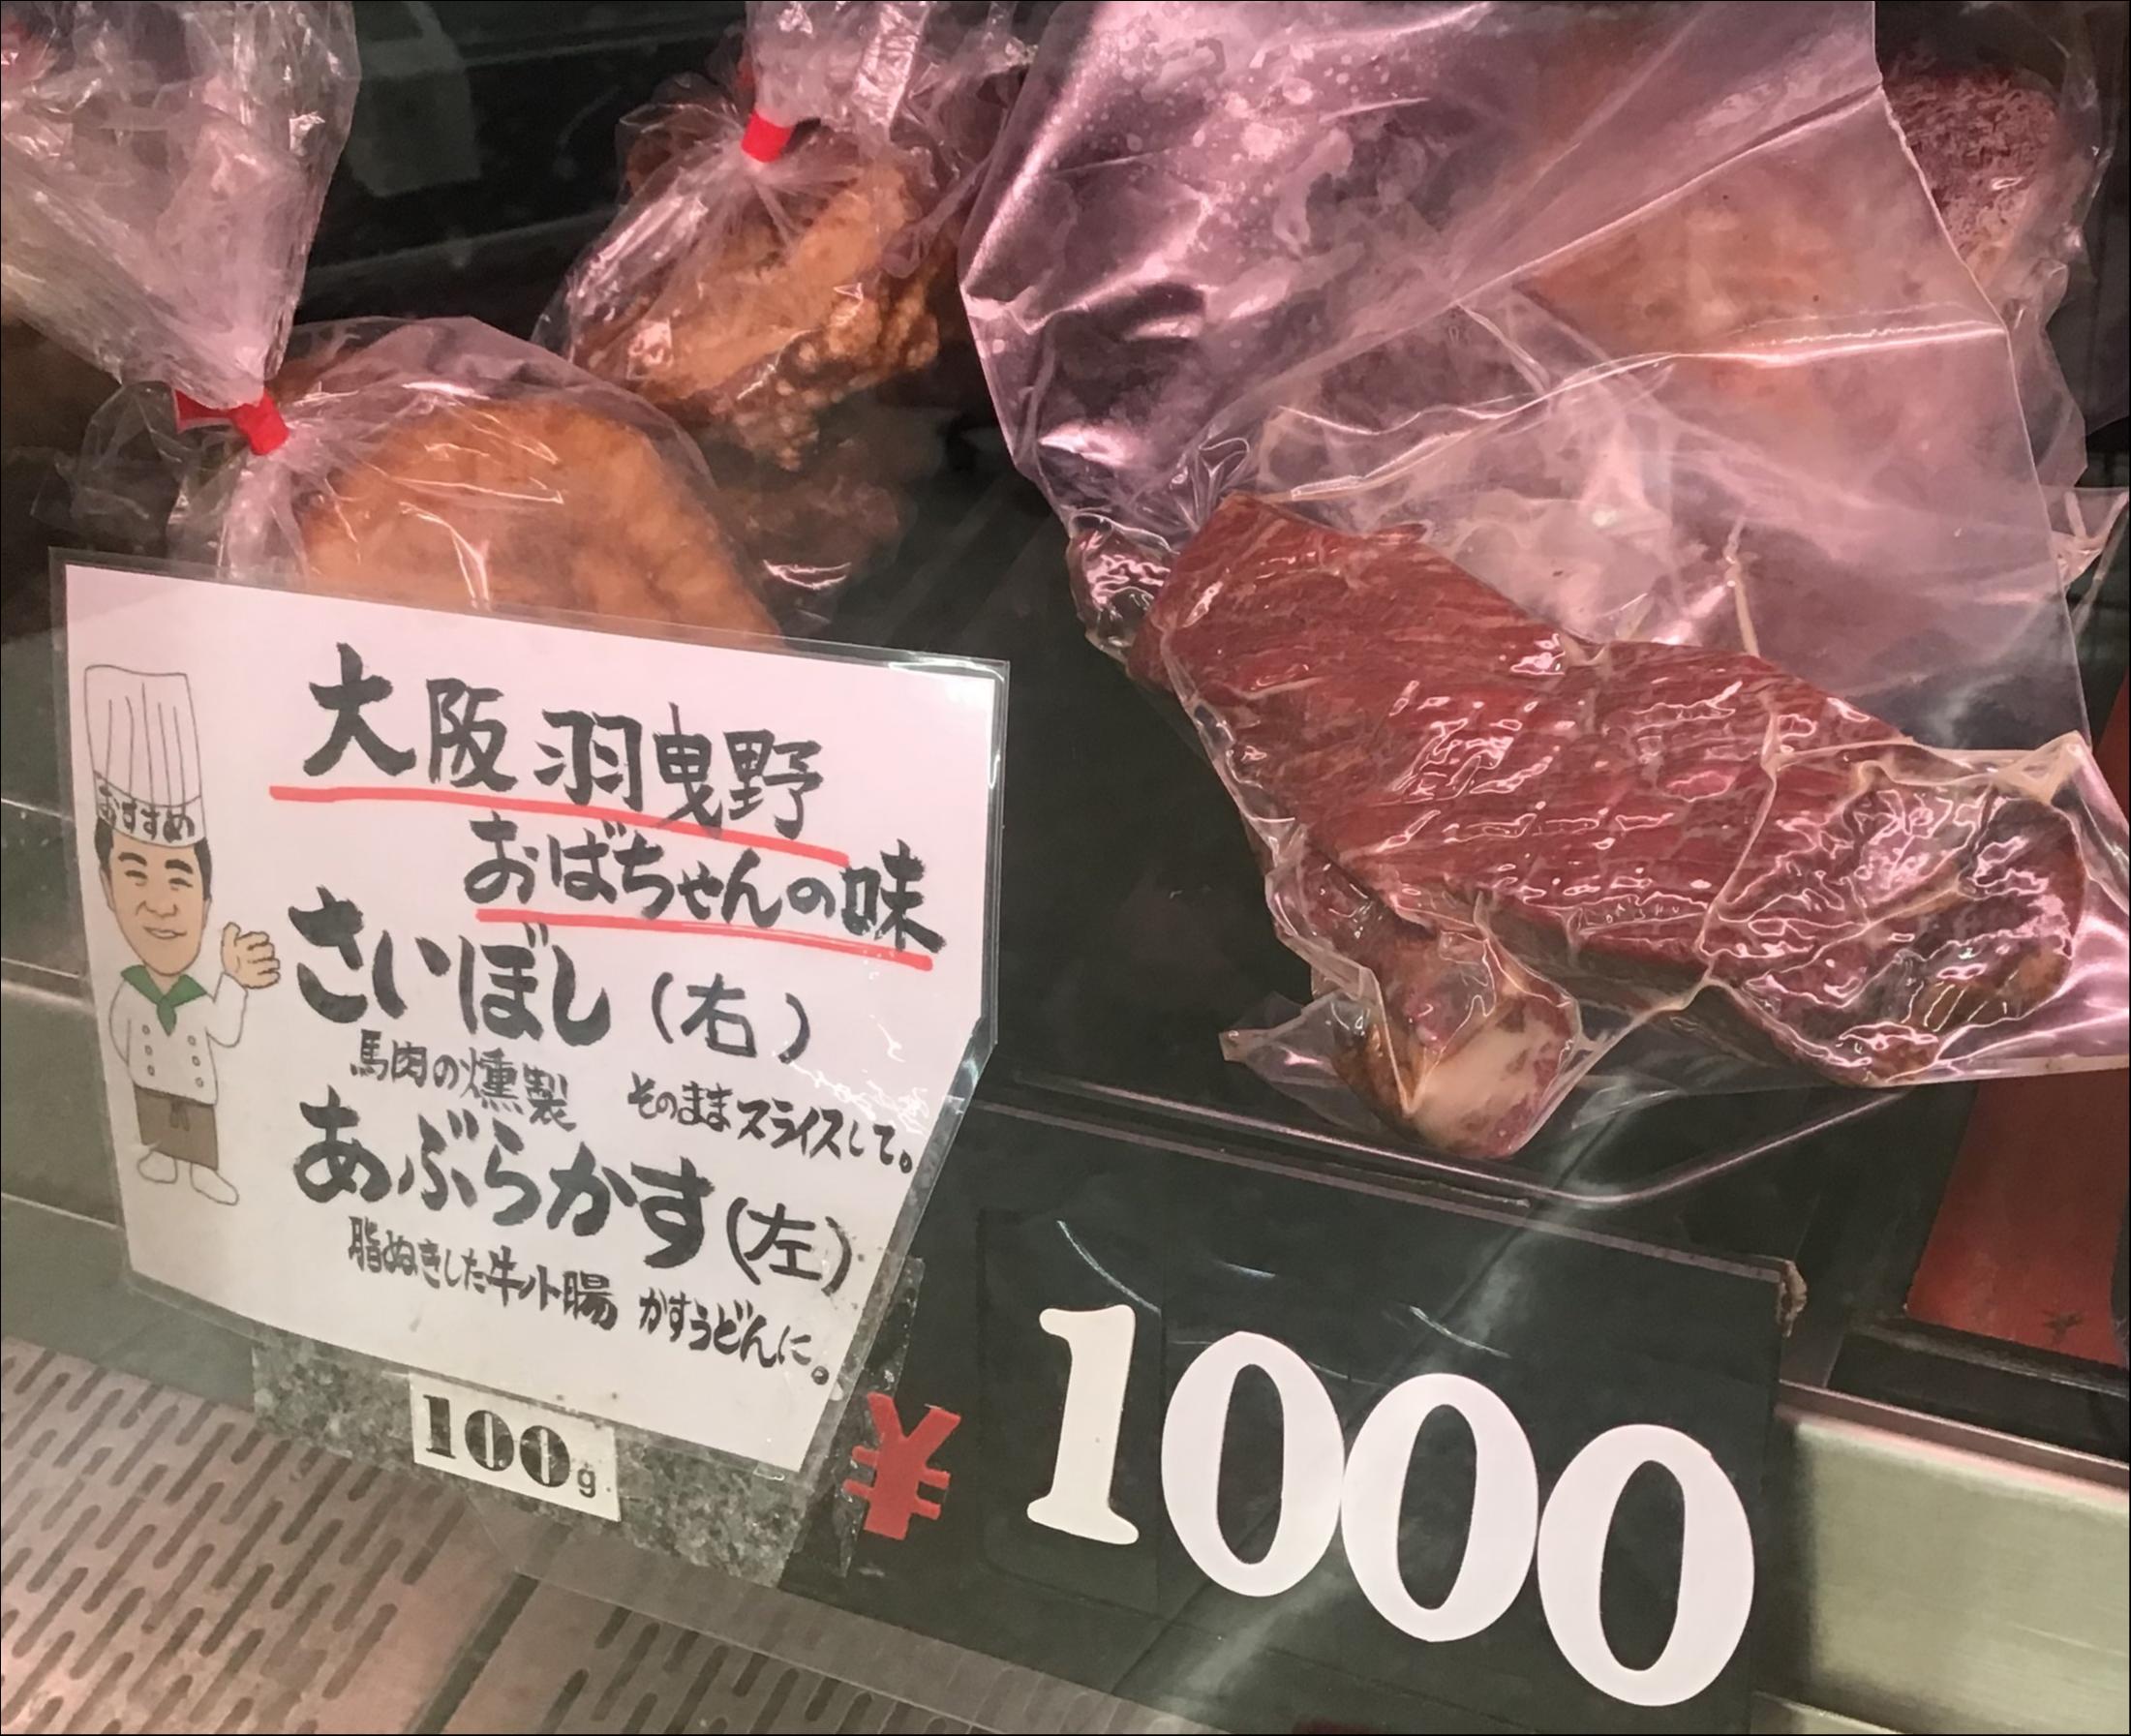 大阪羽曳野
おばちゃんの味
おすすめ
さいぼし(右)
馬肉の燻製 そのままスライスして。
あぶらかす(左)
脂ぬきした牛小腸 かすうどんに。
100g
¥1000